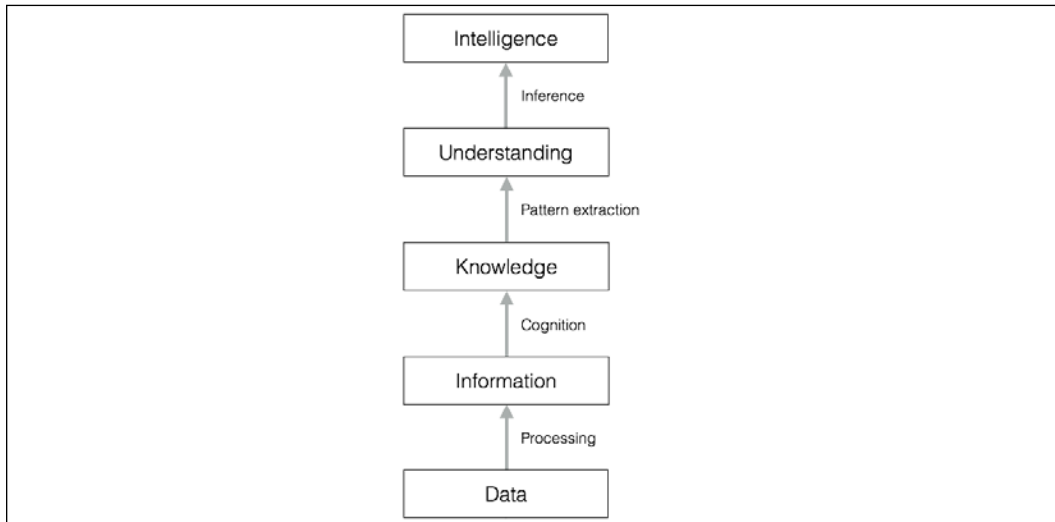 Intelligence
Inference
Understanding
Pattern extraction
Knowledge
Cognition
Information
Processing
Data